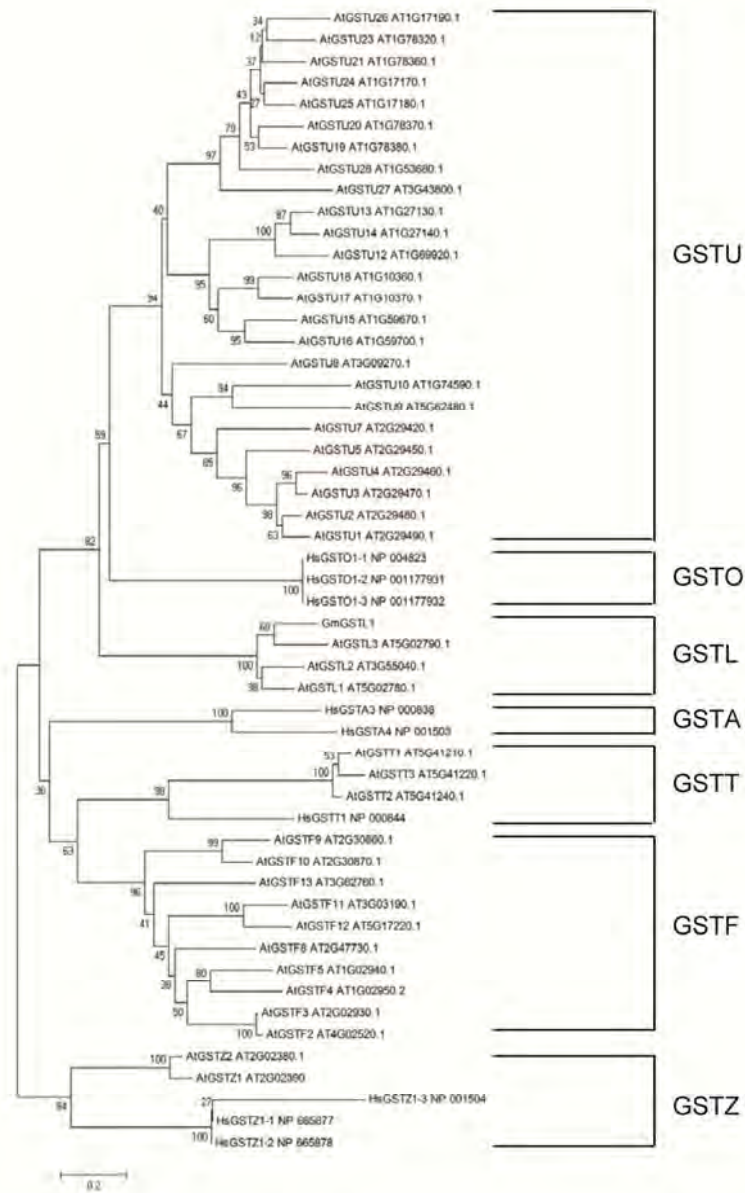 AtGSTU26 AT1G17190.1
AtGSTU23 AT1G78320.1
AtGSTU21 AT1G78360.1
AtGSTU24 AT1G17170.1
AtGSTU25 AT1G17180.1
AtGSTU20 AT1G78370.1
AtGSTU19 AT1G78380.1
AtGSTU28 AT1G53680.1
AtGSTU27 AT3G43800.1
AtGSTU13 AT1G27130.1
AtGSTU14 AT1G27140.1
AtGSTU12 AT1G69920.1
AtGSTU18 AT1G10360.1
AtGSTU17 AT1G10370.1
AtGSTU15 AT1G59670.1
AtGSTU16 AT1G59700.1
AtGSTU8 AT3G09270.1
AtGSTU10 AT1G74590.1
AtGSTU9 AT5G62480.1
AtGSTU7 AT2G29420.1
AtGSTU5 AT2G29450.1
AtGSTU4 AT2G29460.1
AtGSTU3 AT2G29470.1
AtGSTU2 AT2G29480.1
AtGSTU1 AT2G29490.1
GSTU
HsGSTO1-1 NP 004823
HsGSTO1-2 NP 001177931
HsGSTO1-3 NP 001177932
GSTO
GmGSTL1
AtGSTL3 AT5G02790.1
AtGSTL2 AT3G55040.1
AtGSTL1 AT5G02780.1
GSTL
HsGSTA3 NP 000838
HsGSTA4 NP 001503
GSTA
AtGSTT1 AT5G41210.1
AtGSTT3 AT5G41220.1
AtGSTT2 AT5G41240.1
HsGSTT1 NP 000844
GSTT
AtGSTF9 AT2G30860.1
AtGSTF10 AT2G30870.1
AtGSTF13 AT3G62760.1
AtGSTF11 AT3G03190.1
AtGSTF12 AT5G17220.1
AtGSTF8 AT2G47730.1
AtGSTF5 AT1G02940.1
AtGSTF4 AT1G02950.2
AtGSTF3 AT2G02930.1
AtGSTF2 AT4G02520.1
GSTF
AtGSTZ2 AT2G02380.1
AtGSTZ1 AT2G02390
HsGSTZ1-3 NP 001504
HsGSTZ1-1 NP 665877
HsGSTZ1-2 NP 665878
GSTZ
34
12
37
27
43
53
79
97
87
100
40
95
99
60
95
94
44
84
67
65
96
96
98
63
59
100
82
68
100
98
100
36
53
100
98
63
99
96
41
100
45
38
80
50
100
100
84
27
100
0.2